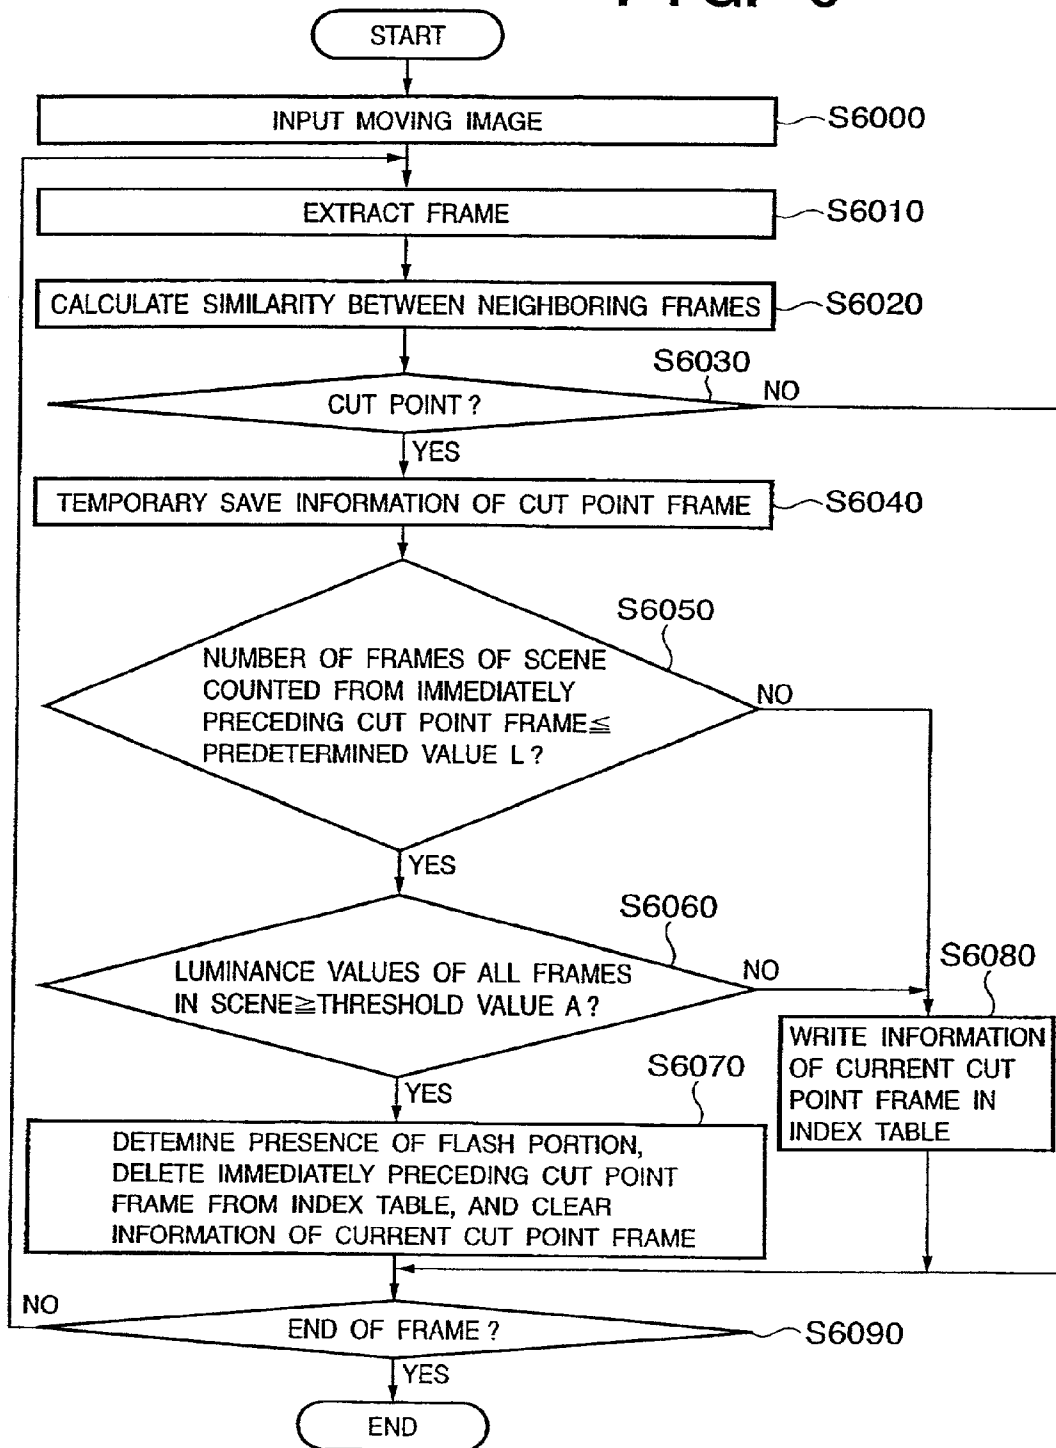 START
INPUT MOVING IMAGE
S6000
EXTRACT FRAME
S6010
CALCULATE SIMILARITY BETWEEN NEIGHBORING FRAMES
S6020
S6030
CUT POINT?
NO
YES
TEMPORARY SAVE INFORMATION OF CUT POINT FRAME
S6040
S6050
NUMBER OF FRAMES OF SCENE
COUNTED FROM IMMEDIATELY
PRECEDING CUT POINT FRAME≦
PREDETERMINED VALUE L?
NO
YES
S6060
LUMINANCE VALUES OF ALL FRAMES
IN SCENE≧THRESHOLD VALUE A?
NO
YES
S6080
WRITE INFORMATION
OF CURRENT CUT
POINT FRAME IN
INDEX TABLE
S6070
DETEMINE PRESENCE OF FLASH PORTION,
DELETE IMMEDIATELY PRECEDING CUT POINT
FRAME FROM INDEX TABLE, AND CLEAR
INFORMATION OF CURRENT CUT POINT FRAME
NO
END OF FRAME?
S6090
YES
END